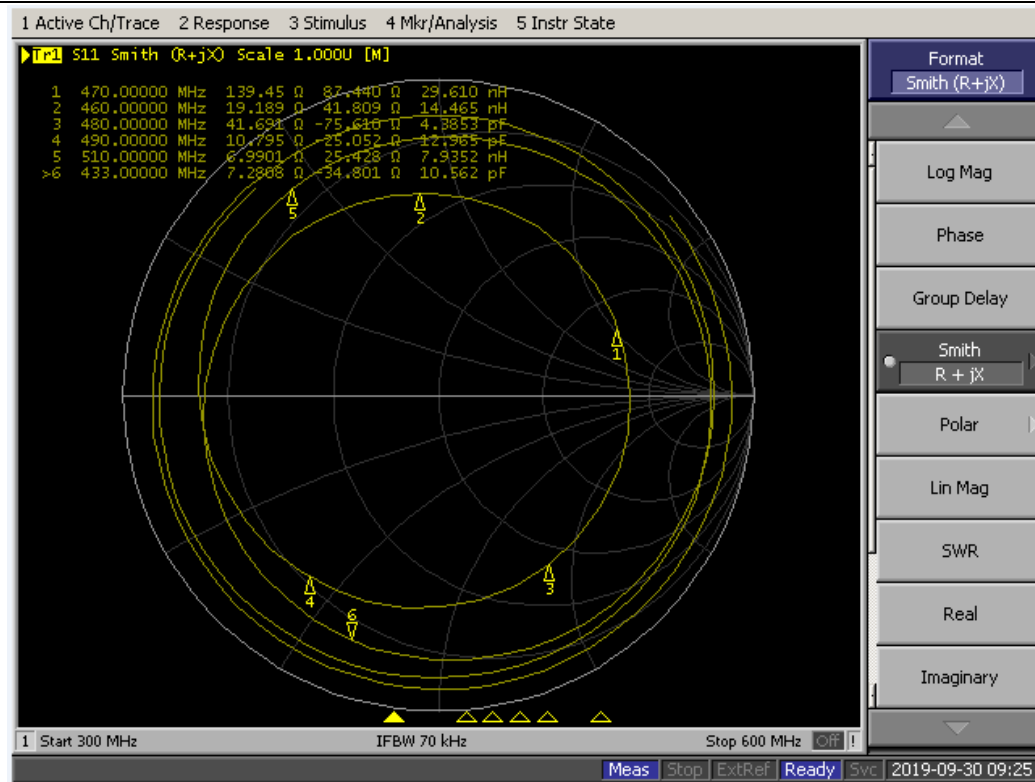 1 Active Ch/Trace 2 Response 3 Stimulus 4 Mkr/Analysis 5 Instr State
Tr1 S11 Smith (R+jX) Scale 1.000U [M]
1 470.00000 MHz 139.45 Ω 87.440 Ω 29.610 nH
2 460.00000 MHz 19.189 Ω 41.809 Ω 14.465 nH
3 480.00000 MHz 41.691 Ω -75.610 Ω 4.3853 pF
4 490.00000 MHz 10.795 Ω -25.052 Ω 12.965 pF
5 510.00000 MHz 6.9901 Ω 25.428 Ω 7.9352 nH
>6 433.00000 MHz 7.2808 Ω -34.801 Ω 10.562 pF
5
2
1
3
4
6
1 Start 300 MHz IFBW 70 kHz Stop 600 MHz Off !
Format
Smith (R+jX)
Log Mag
Phase
Group Delay
Smith
R + jX
Polar
Lin Mag
SWR
Real
Imaginary
Meas Stop ExtRef Ready Svc 2019-09-30 09:25